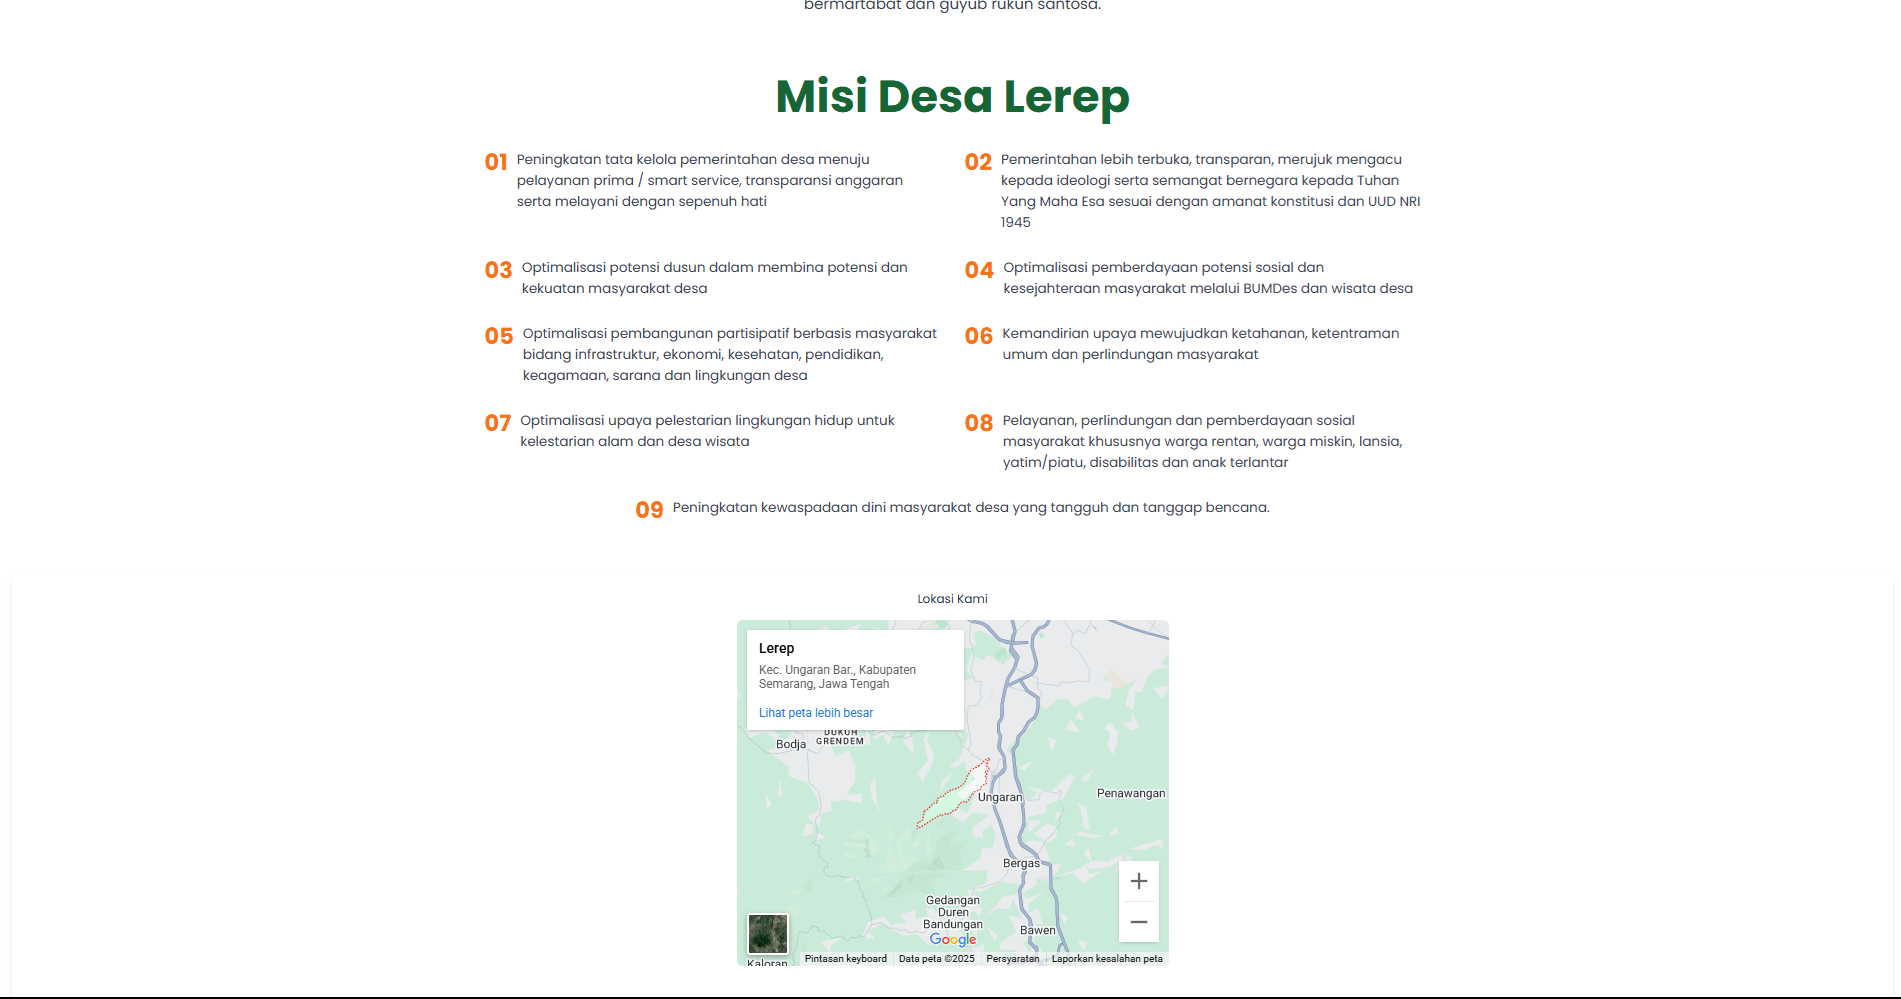 bermartabat dan guyub rukun santosa.
Misi Desa Lerep
01 Peningkatan tata kelola pemerintahan desa menuju
pelayanan prima / smart service, transparansi anggaran
serta melayani dengan sepenuh hati
02 Pemerintahan lebih terbuka, transparan, merujuk mengacu
kepada ideologi serta semangat bernegara kepada Tuhan
Yang Maha Esa sesuai dengan amanat konstitusi dan UUD NRI
1945
03 Optimalisasi potensi dusun dalam membina potensi dan
kekuatan masyarakat desa
04 Optimalisasi pemberdayaan potensi sosial dan
kesejahteraan masyarakat melalui BUMDes dan wisata desa
05 Optimalisasi pembangunan partisipatif berbasis masyarakat
bidang infrastruktur, ekonomi, kesehatan, pendidikan,
keagamaan, sarana dan lingkungan desa
06 Kemandirian upaya mewujudkan ketahanan, ketentraman
umum dan perlindungan masyarakat
07 Optimalisasi upaya pelestarian lingkungan hidup untuk
kelestarian alam dan desa wisata
08 Pelayanan, perlindungan dan pemberdayaan sosial
masyarakat khususnya warga rentan, warga miskin, lansia,
yatim/piatu, disabilitas dan anak terlantar
09 Peningkatan kewaspadaan dini masyarakat desa yang tangguh dan tanggap bencana.
Lokasi Kami
Lerep
Kec. Ungaran Bar., Kabupaten
Semarang, Jawa Tengah
Lihat peta lebih besar
DUKUH
GRENDEM
Bodja
Ungaran
Penawangan
Bergas
Gedangan
Duren
Bandungan
Bawen
Google
Kaloran
Pintasan keyboard
Data peta ©2025
Persyaratan
Laporkan kesalahan peta